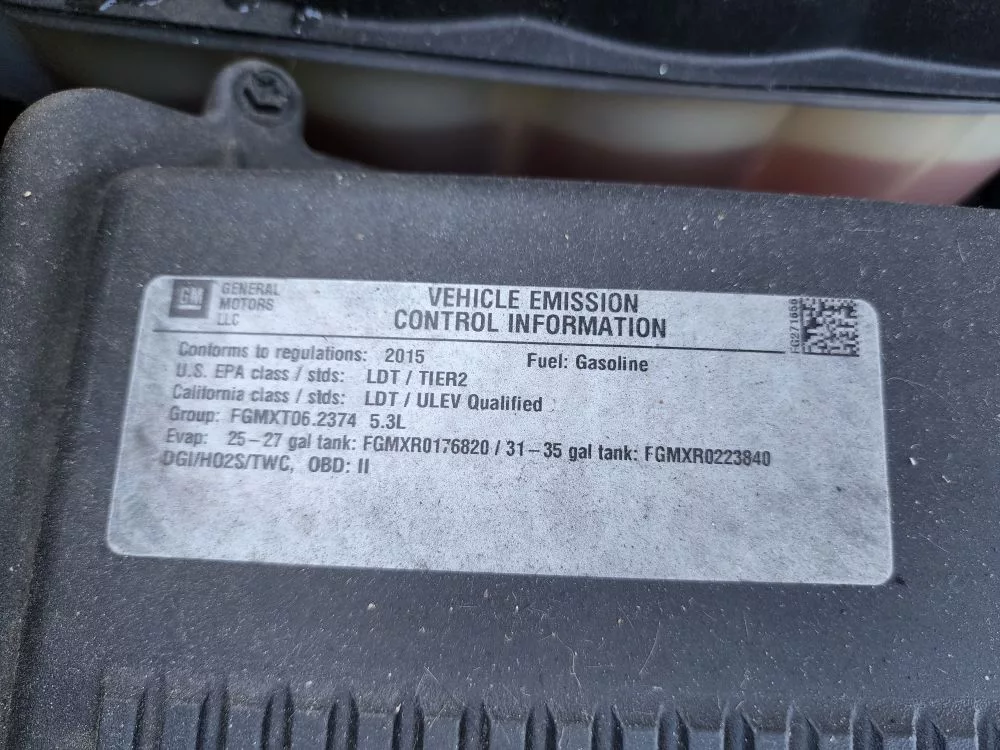 GM
GENERAL
MOTORS
LLC
VEHICLE EMISSION
CONTROL INFORMATION
Conforms to regulations: 2015 Fuel: Gasoline
U.S. EPA class / stds: LDT / TIER2
California class / stds: LDT / ULEV Qualified
Group: FGMXT06.2374 5.3L
Evap: 25-27 gal tank: FGMXR0176820 / 31-35 gal tank: FGMXR0223840
DGI/HO2S/TWC, OBD: II